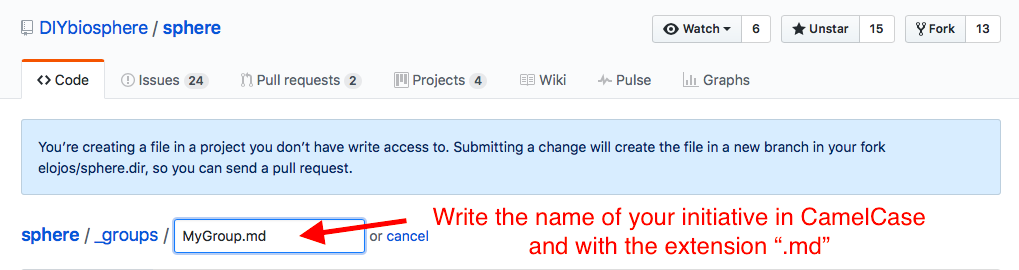 DIYbiosphere / sphere
Watch 6 Unstar 15 Fork 13
<> Code Issues 24 Pull requests 2 Projects 4 Wiki Pulse Graphs
You’re creating a file in a project you don’t have write access to. Submitting a change will create the file in a new branch in your fork
elojos/sphere.dir, so you can send a pull request.
sphere / _groups / MyGroup.md or cancel
Write the name of your initiative in CamelCase
and with the extension “.md”